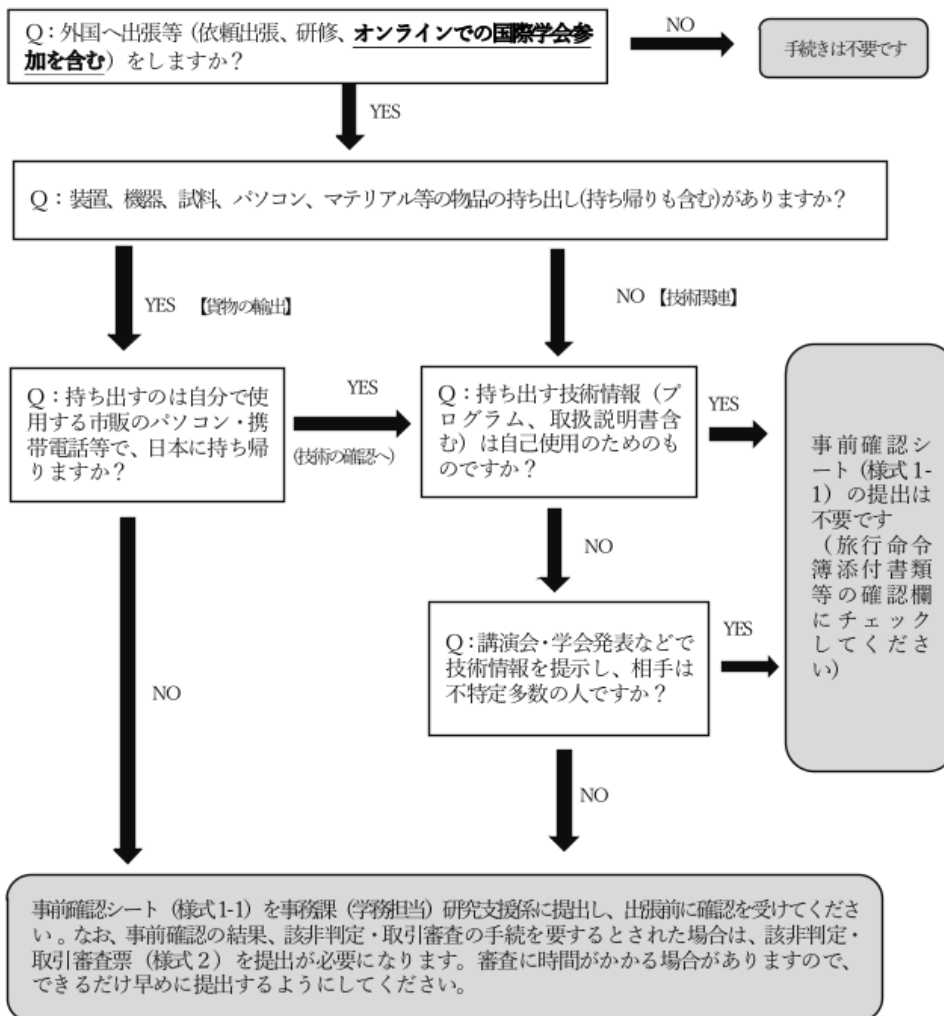 Q：外国へ出張等（依頼出張、研修、オンラインでの国際学会参
加を含む）をしますか？
NO
手続きは不要です
YES
Q：装置、機器、試料、パソコン、マテリアル等の物品の持ち出し(持ち帰りも含む)がありますか？
YES 【貨物の輸出】
NO 【技術関連】
Q：持ち出すのは自分で使
用する市販のパソコン・携
帯電話等で、日本に持ち帰
りますか？
YES
(技術の確認へ)
Q：持ち出す技術情報（プ
ログラム、取扱説明書含
む）は自己使用のためのも
のですか？
YES
事前確認シ
ート（様式1-
1）の提出は
不要です
（旅行命令
簿添付書類
等の確認欄
にチェック
してくださ
い）
NO
Q：講演会・学会発表などで
技術情報を提示し、相手は
不特定多数の人ですか？
YES
NO
NO
事前確認シート（様式1-1）を事務課（学務担当）研究支援係に提出し、出張前に確認を受けてくださ
い。なお、事前確認の結果、該非判定・取引審査の手続を要するとされた場合は、該非判定・
取引審査票（様式２）を提出が必要になります。審査に時間がかかる場合がありますので、
できるだけ早めに提出するようにしてください。